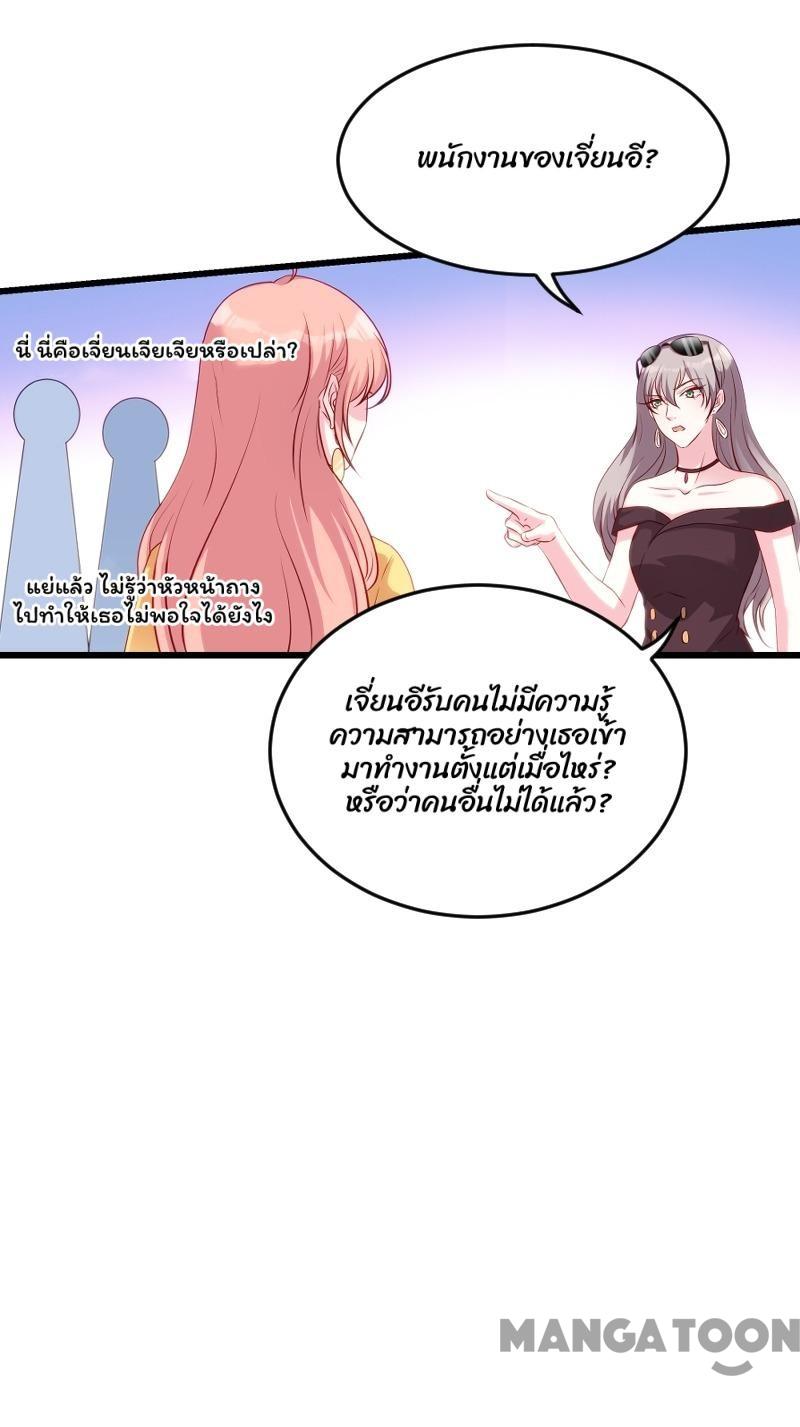 พนักงานของเจี่ยนอี?
นี่ นี่คือเจี่ยนเจียเจียหรือเปล่า?
แย่แล้ว ไม่รู้ว่าหัวหน้าถาง
ไปทำให้เธอไม่พอใจได้ยังไง
เจี่ยนอีรับคนไม่มีความรู้
ความสามารถอย่างเธอเข้า
มาทำงานตั้งแต่เมื่อไหร่?
หรือว่าคนอื่นไม่ได้แล้ว?
MANGATOON